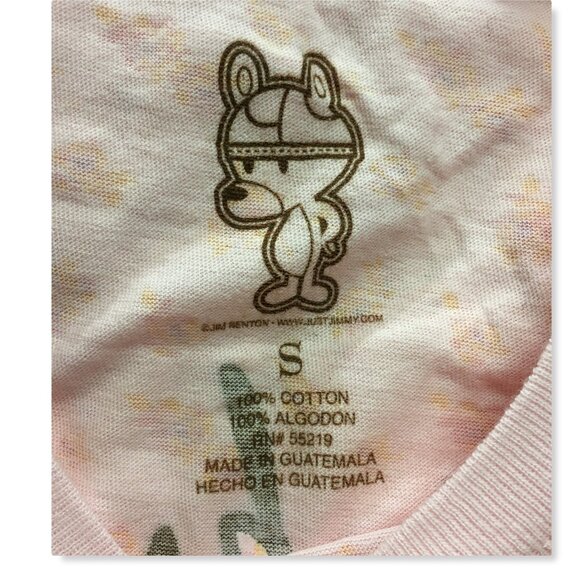 © JIM BENTON • WWW.JUSTJIMMY.COM
S
100% COTTON
100% ALGODON
RN# 55219
MADE IN GUATEMALA
HECHO EN GUATEMALA